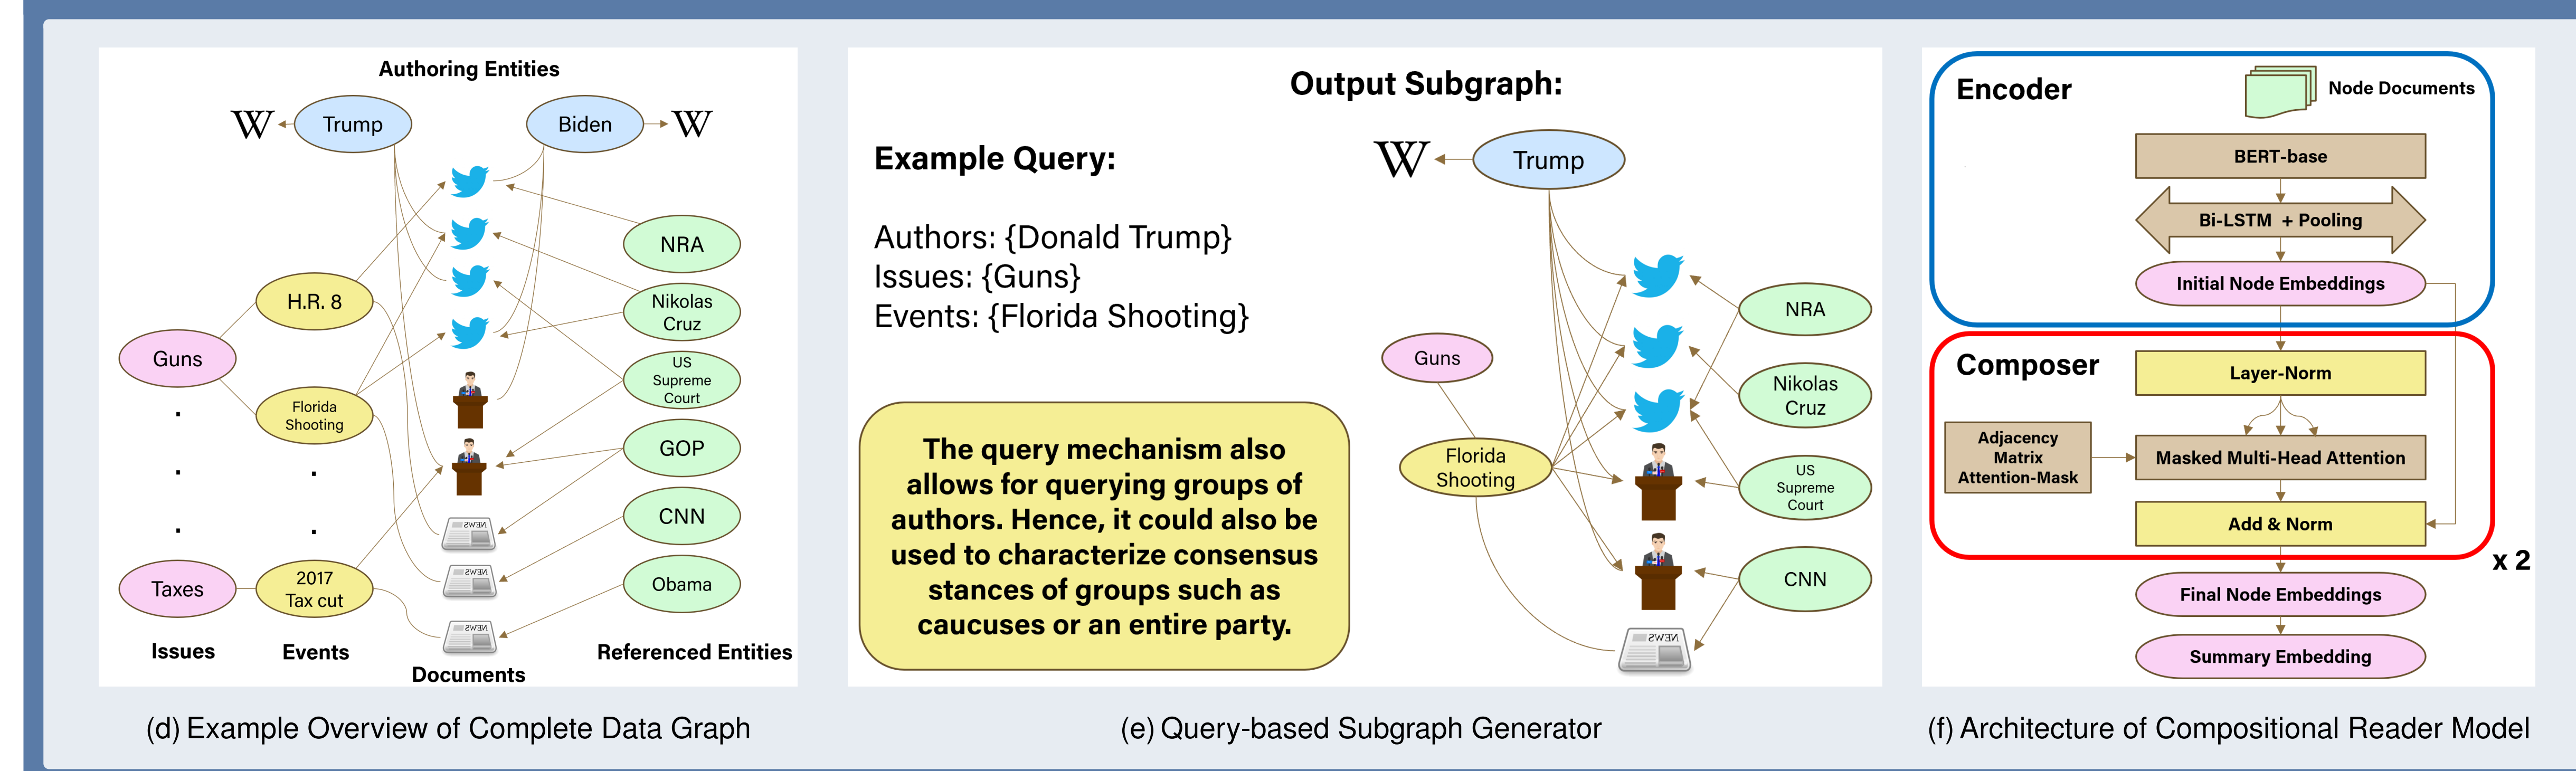 Authoring Entities
W
Trump
Biden
W
NRA
Nikolas
Cruz
H.R. 8
Guns
US
Supreme
Court
Florida
Shooting
GOP
CNN
NEWS
NEWS
NEWS
Taxes
2017
Tax cut
Obama
Issues
Events
Documents
Referenced Entities
(d) Example Overview of Complete Data Graph
Output Subgraph:
Example Query:
Authors: {Donald Trump}
Issues: {Guns}
Events: {Florida Shooting}
The query mechanism also
allows for querying groups of
authors. Hence, it could also be
used to characterize consensus
stances of groups such as
caucuses or an entire party.
W
Trump
Guns
Florida
Shooting
NRA
Nikolas
Cruz
US
Supreme
Court
CNN
NEWS
(e) Query-based Subgraph Generator
Encoder
Node Documents
BERT-base
Bi-LSTM + Pooling
Initial Node Embeddings
Composer
Layer-Norm
Adjacency
Matrix
Attention-Mask
Masked Multi-Head Attention
Add & Norm
x 2
Final Node Embeddings
Summary Embedding
(f) Architecture of Compositional Reader Model